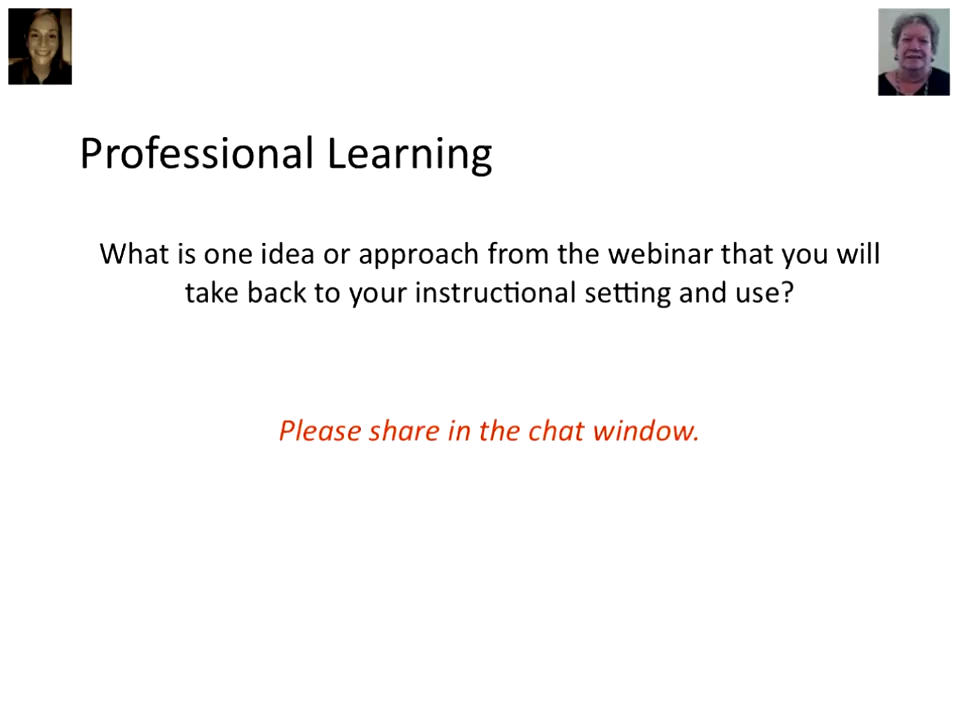 Professional Learning
What is one idea or approach from the webinar that you will
take back to your instructional setting and use?
Please share in the chat window.